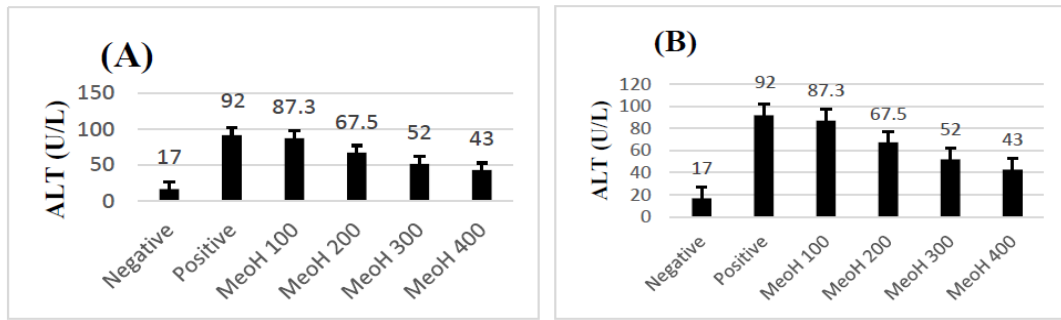 (A)
ALT (U/L)
150
100
50
0
17
92
87.3
67.5
52
43
Negative
Positive
MeoH 100
MeoH 200
MeoH 300
MeoH 400
(B)
ALT (U/L)
120
100
80
60
40
20
0
17
92
87.3
67.5
52
43
Negative
Positive
MeoH 100
MeoH 200
MeoH 300
MeoH 400